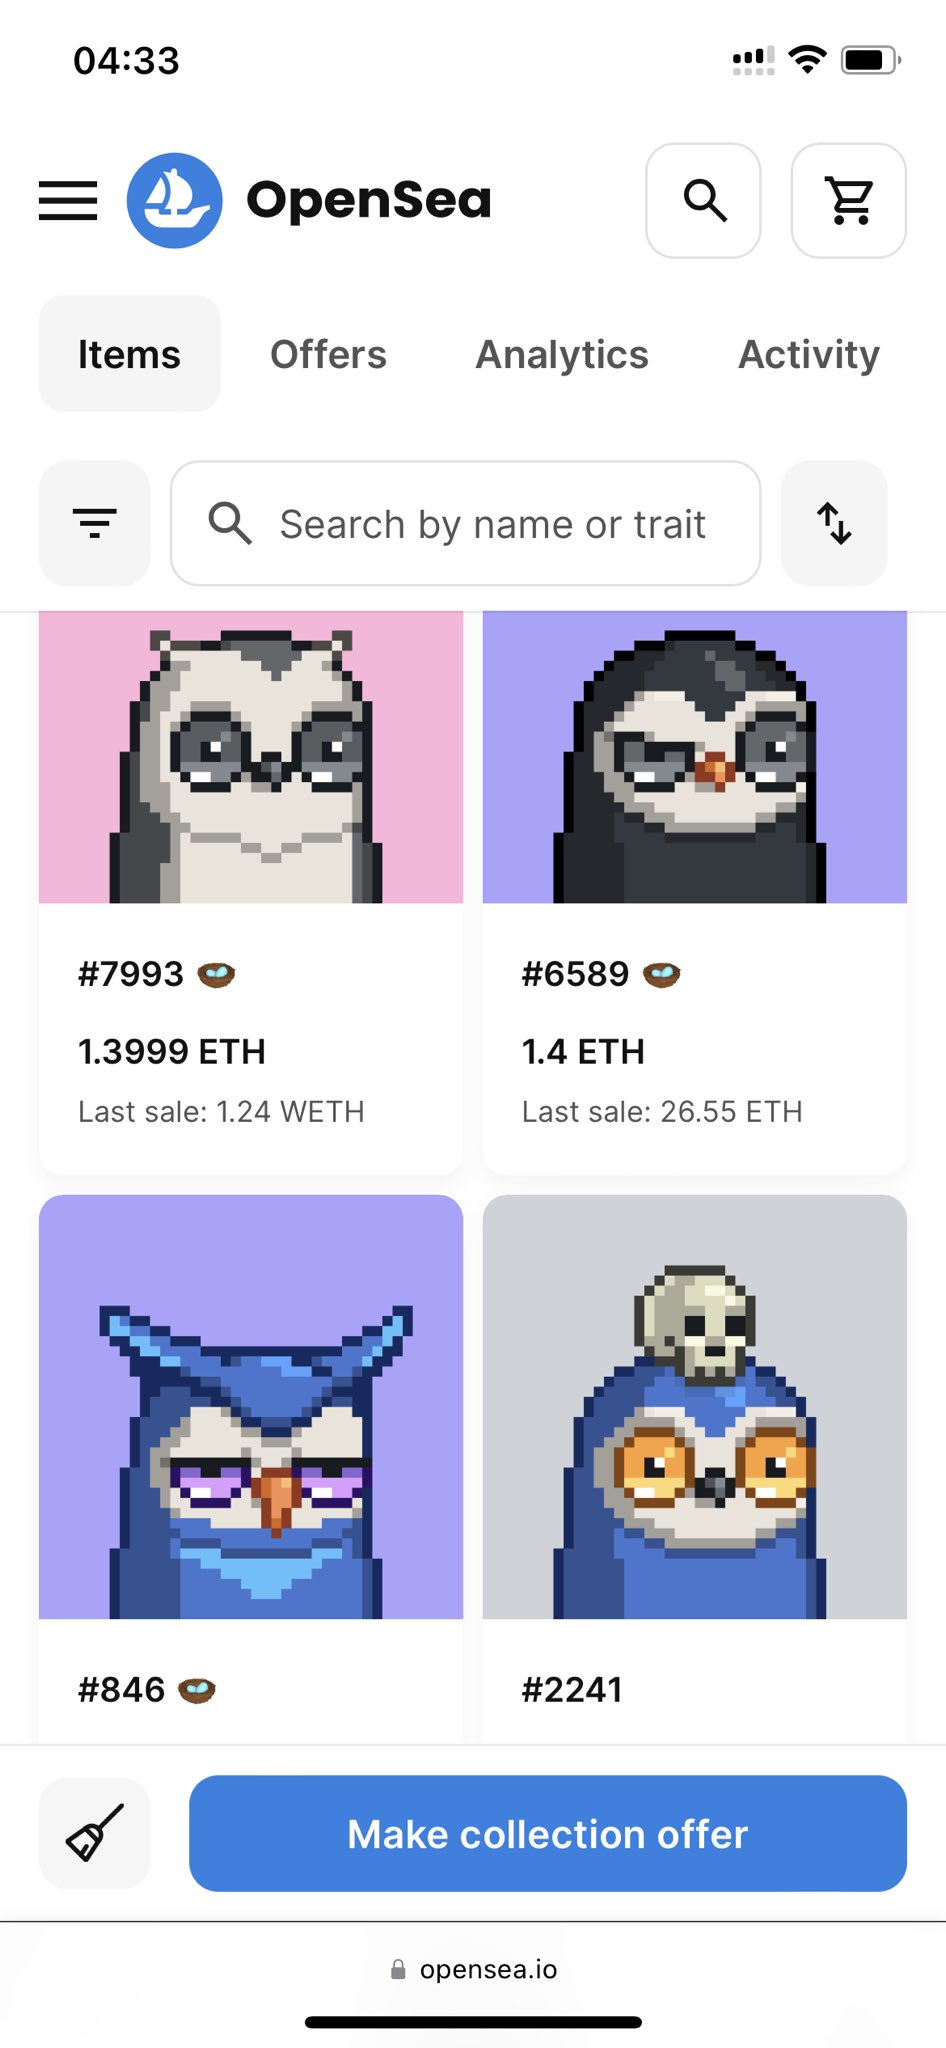 04:33
OpenSea
Items Offers Analytics Activity
Search by name or trait
#7993 🪺
1.3999 ETH
Last sale: 1.24 WETH
#6589 🪺
1.4 ETH
Last sale: 26.55 ETH
#846 🪺
#2241
Make collection offer
opensea.io